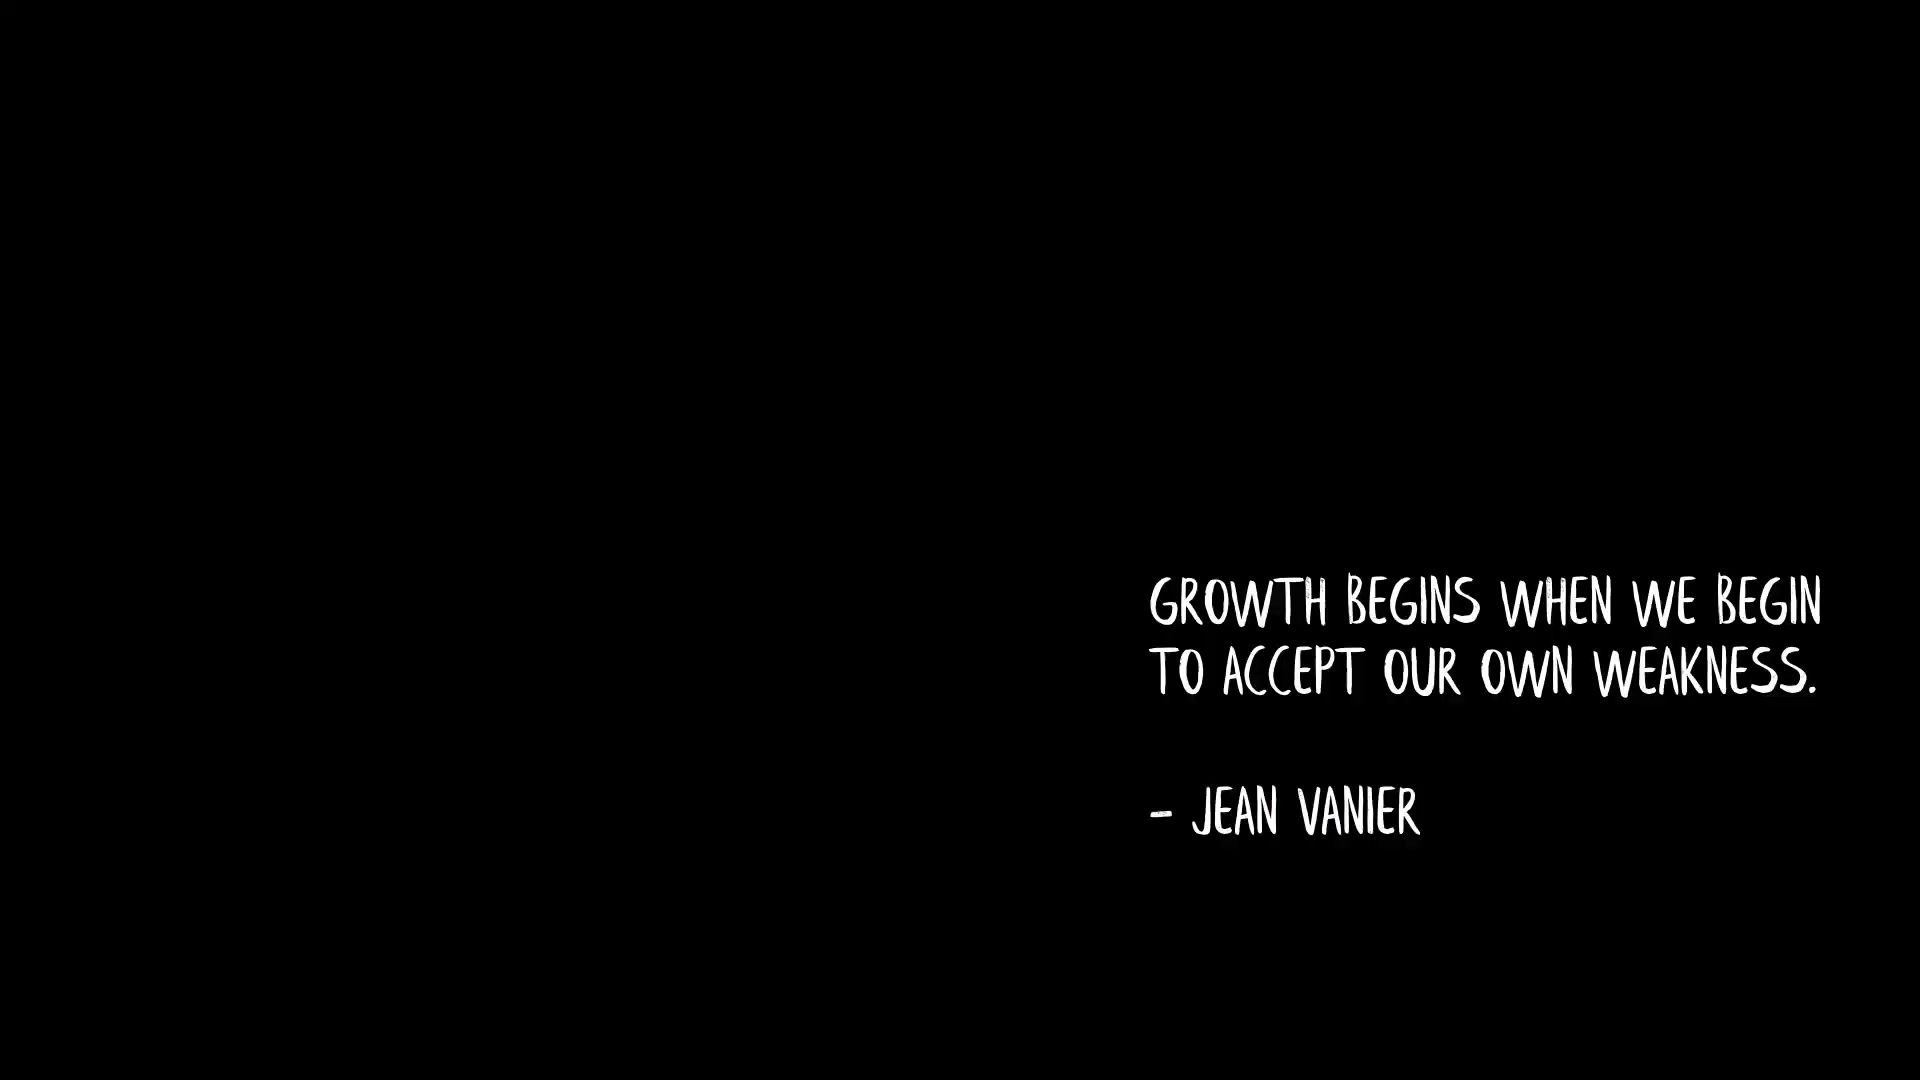 GROWTH BEGINS WHEN WE BEGIN
TO ACCEPT OUR OWN WEAKNESS.
- JEAN VANIER